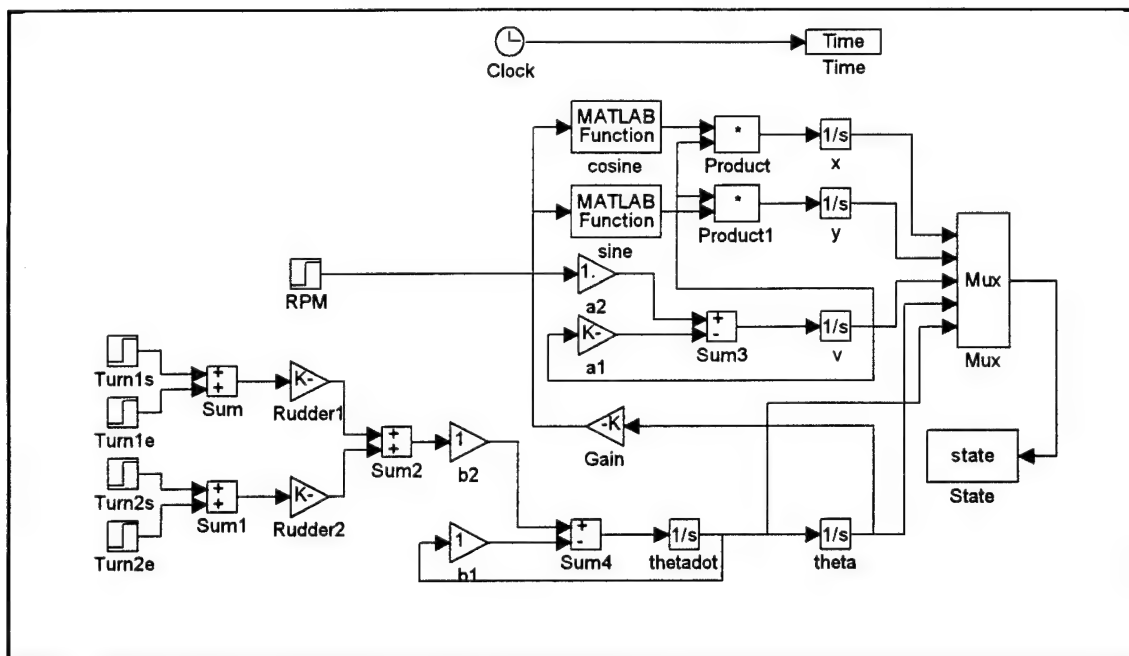 Time
Clock
Time
MATLAB
Function
*
1/s
cosine
Product
x
MATLAB
Function
*
1/s
sine
Product1
y
RPM
1.
a2
+
-
Sum3
1/s
v
K-
a1
Mux
Mux
Turn1s
+
+
Sum
K-
Rudder1
Turn1e
+
+
Sum2
1
b2
-K
Gain
state
State
Turn2s
+
+
Sum1
K-
Rudder2
Turn2e
1
b1
+
-
Sum4
1/s
thetadot
1/s
theta